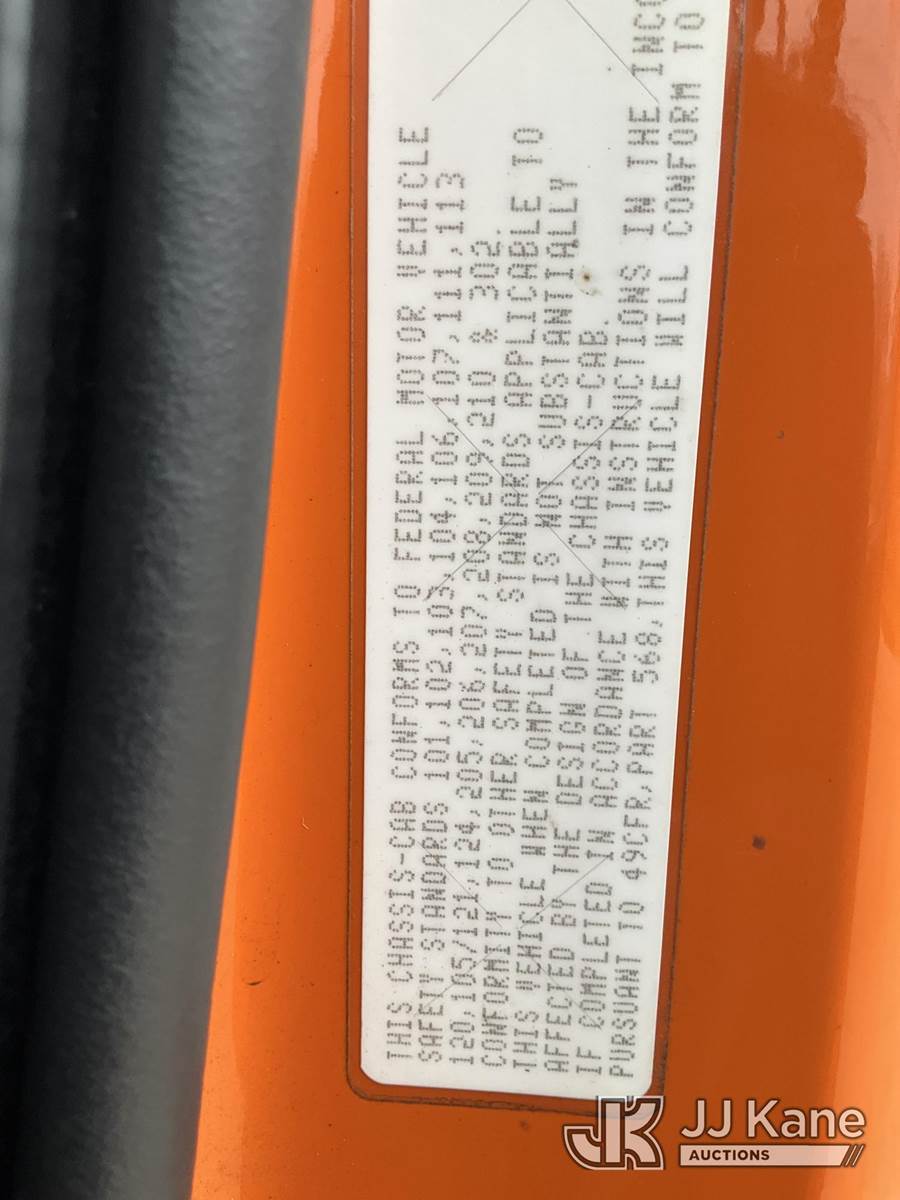 THIS CHASSIS-CAB CONFORMS TO FEDERAL MOTOR VEHICLE
SAFETY STANDARDS 101,102,103,104,106,107,111,113
120,105/121,124,205,206,207,208,209,210 & 302.
CONFORMITY TO OTHER SAFETY STANDARDS APPLICABLE TO
THIS VEHICLE WHEN COMPLETED IS NOT SUBSTANTIALLY
AFFECTED BY THE DESIGN OF THE CHASSIS-CAB.
IF COMPLETED IN ACCORDANCE WITH INSTRUCTIONS IN THE
PURSUANT TO 49CFR,PART 568, THIS VEHICLE WILL CONFORM TO
JJ Kane
AUCTIONS